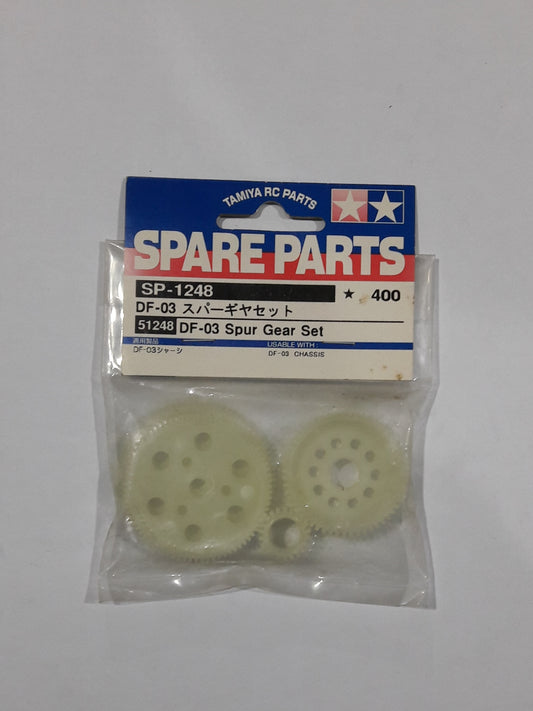 TAMIYA RC PARTS
SPARE PARTS
SP-1248 ★ 400
DF-03 スパーギヤセット
51248 DF-03 Spur Gear Set
適用製品 USABLE WITH :
DF-03シャーシ DF-03 CHASSIS